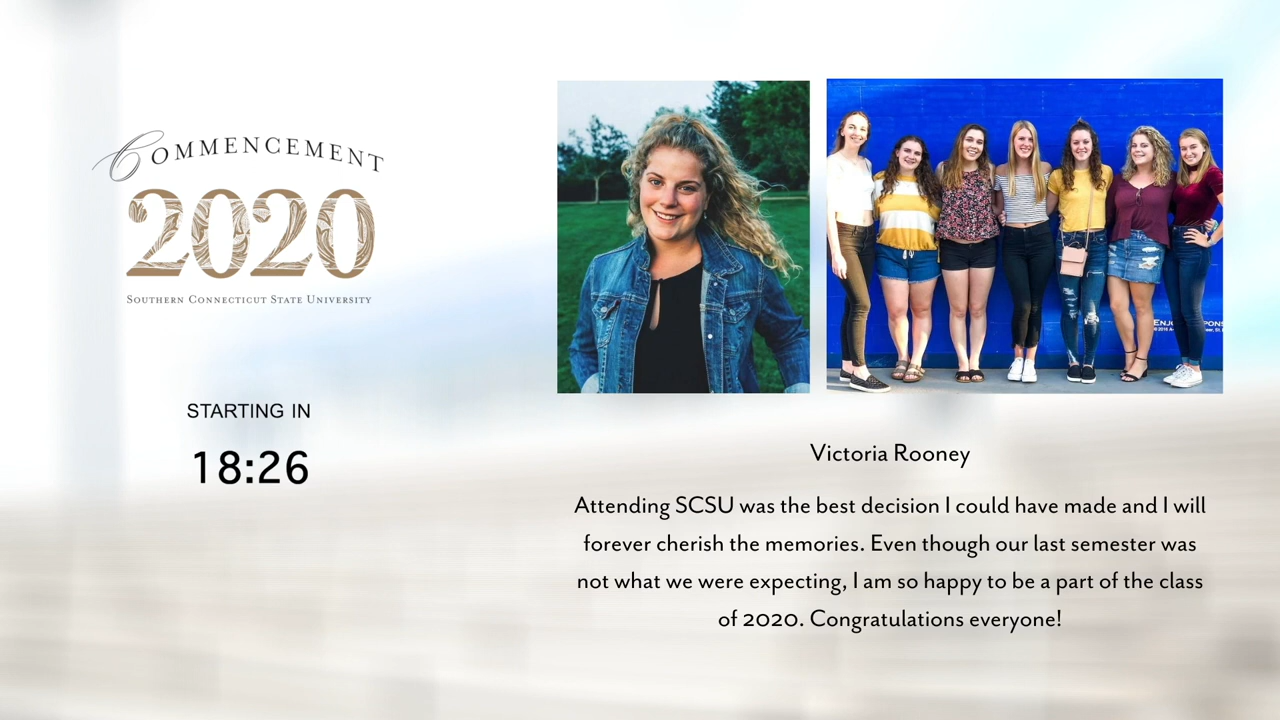 COMMENCEMENT
2020
SOUTHERN CONNECTICUT STATE UNIVERSITY
STARTING IN
18:26
ENJO
PONS
Victoria Rooney
Attending SCSU was the best decision I could have made and I will
forever cherish the memories. Even though our last semester was
not what we were expecting, I am so happy to be a part of the class
of 2020. Congratulations everyone!